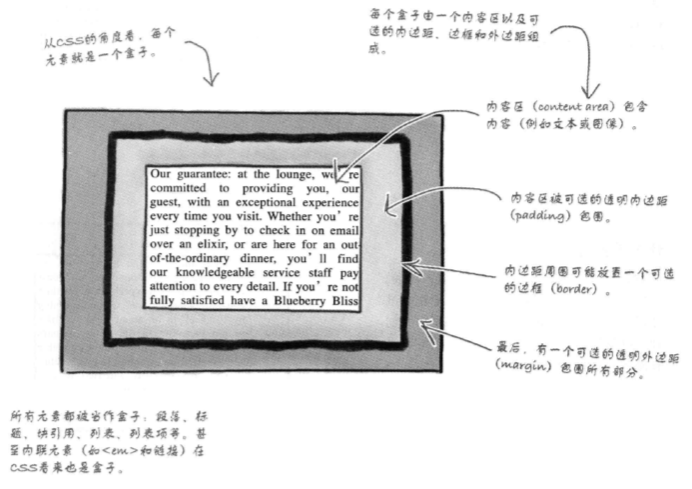 从CSS的角度看，每个
元素就是一个盒子。
每个盒子由一个内容区以及可
选的内边距、边框和外边距组
成。
内容区（content area）包含
内容（例如文本或图像）。
Our guarantee: at the lounge, we're
committed to providing you, our
guest, with an exceptional experience
every time you visit. Whether you're
just stopping by to check in on email
over an elixir, or are here for an out-
of-the-ordinary dinner, you'll find
our knowledgeable service staff pay
attention to every detail. If you're not
fully satisfied have a Blueberry Bliss
内容区被可选的透明内边距
（padding）包围。
内边距周围可能放置一个可选
的边框（border）。
最后，有一个可选的透明外边距
（margin）包围所有部分。
所有元素都被当作盒子：段落、标
题、块引用、列表、列表项等。甚
至内联元素（如<em>和链接）在
CSS看来也是盒子。